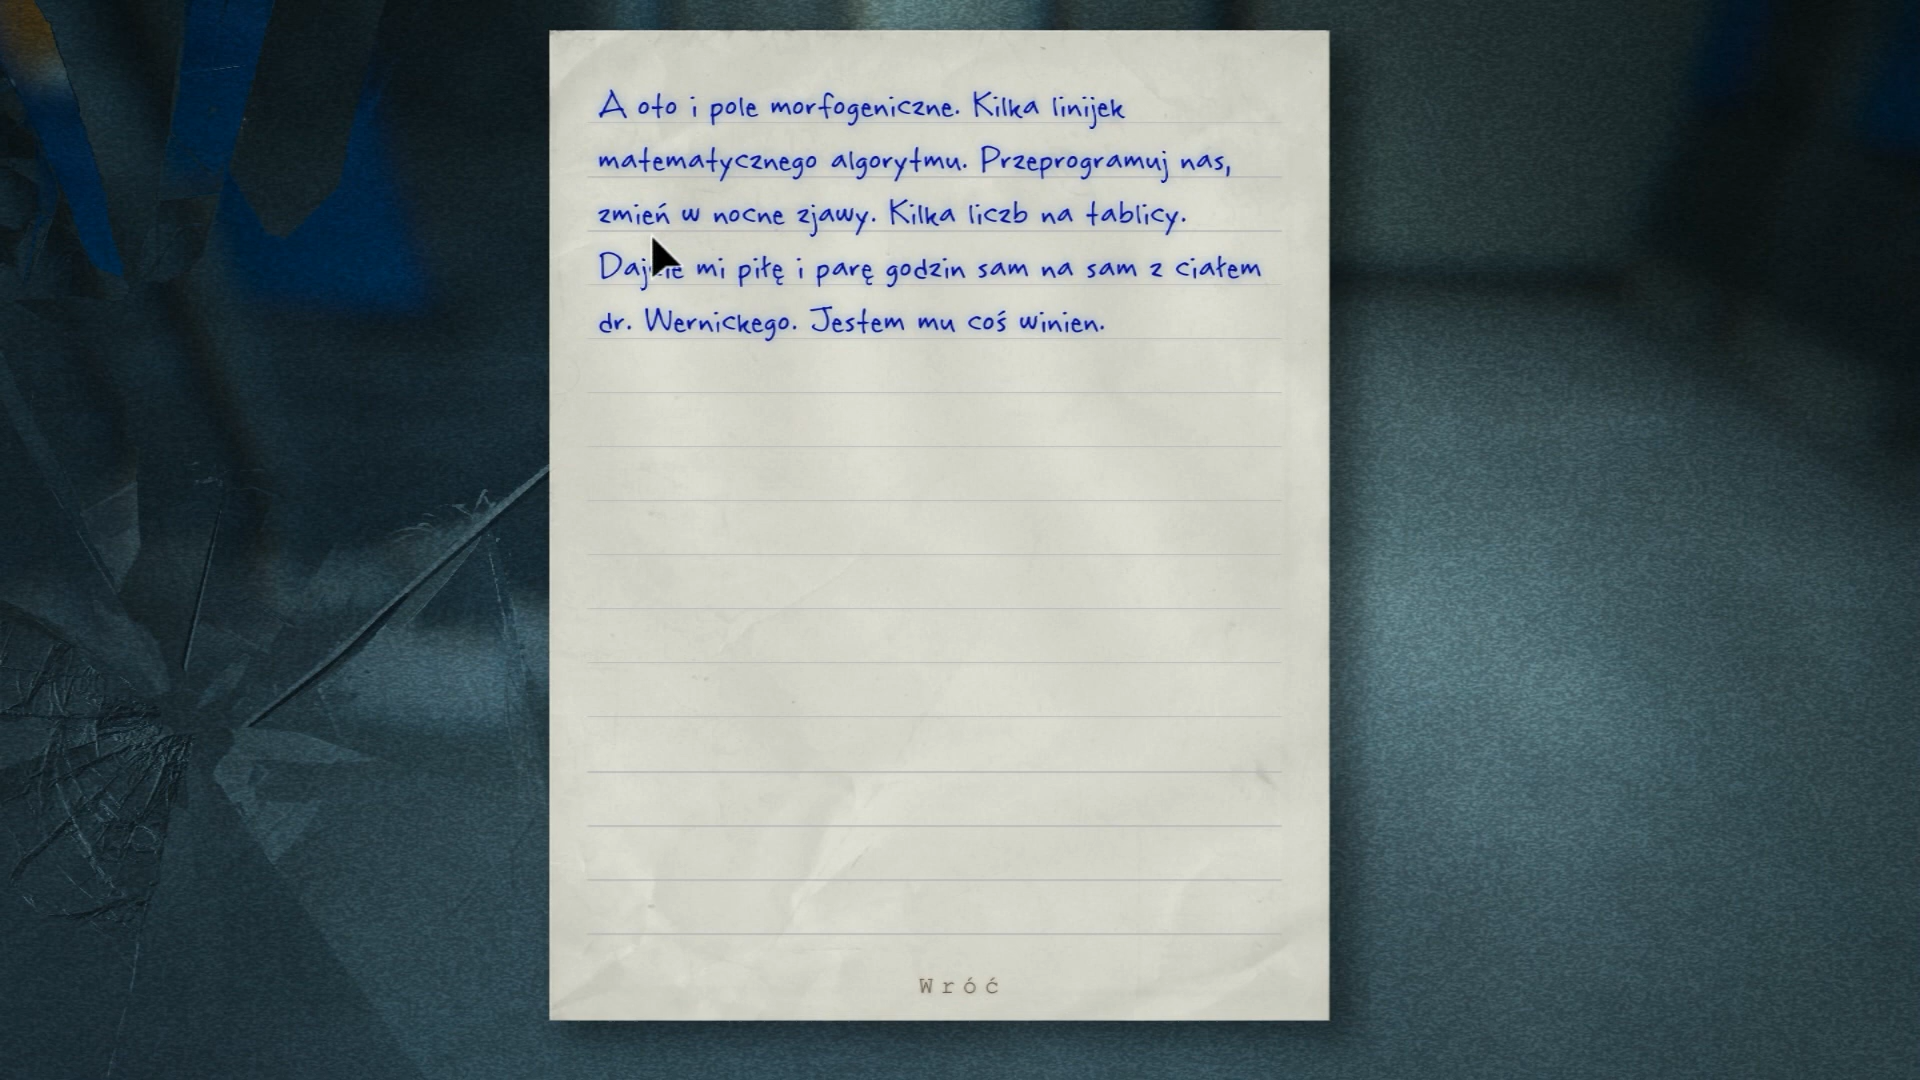 A oto i pole morfogeniczne. Kilka linijek
matematycznego algorytmu. Przeprogramuj nas,
zmień w nocne zjawy. Kilka liczb na tablicy.
Dajcie mi piłę i parę godzin sam na sam z ciałem
dr. Wernickego. Jestem mu coś winien.
Wróć